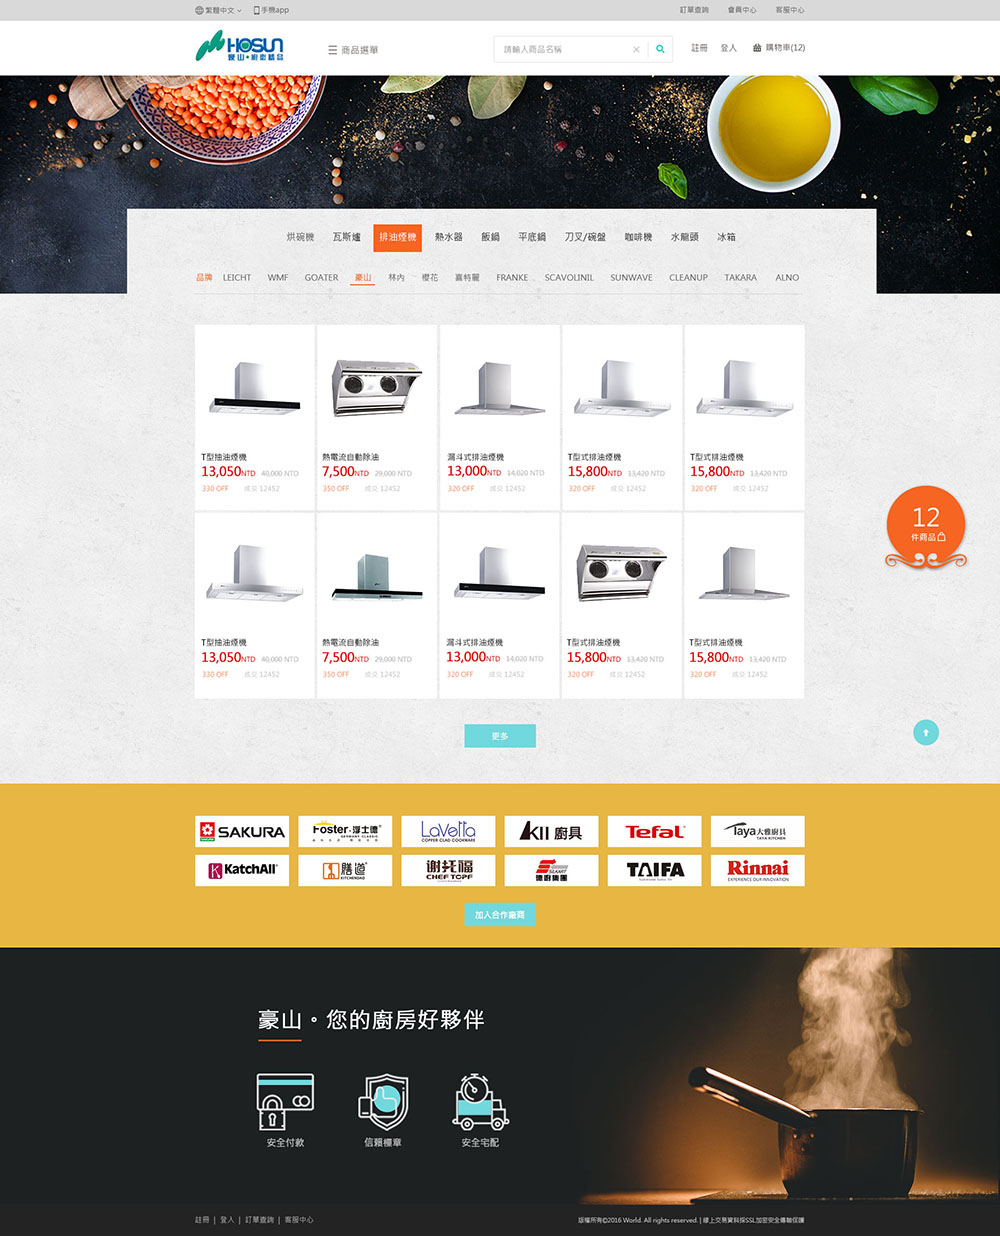 繁體中文 手機app 訂單查詢 會員中心 客服中心
HOSUN
豪山•廚衛精品
商品選單 請輸入商品名稱 註冊 登入 購物車(12)
烘碗機 瓦斯爐 排油煙機 熱水器 飯鍋 平底鍋 刀叉/碗盤 咖啡機 水龍頭 冰箱
品牌 LEICHT WMF GOATER 豪山 林內 櫻花 喜特麗 FRANKE SCAVOLINIL SUNWAVE CLEANUP TAKARA ALNO
T型抽油煙機 熱電流自動除油 漏斗式排油煙機 T型式排油煙機 T型式排油煙機
13,050NTD 40,000 NTD 7,500NTD 29,000 NTD 13,000NTD 14,020 NTD 15,800NTD 13,420 NTD 15,800NTD 13,420 NTD
330 OFF 成交 12452 350 OFF 成交 12452 320 OFF 成交 12452 320 OFF 成交 12452 320 OFF 成交 12452
12
件商品
T型抽油煙機 熱電流自動除油 漏斗式排油煙機 T型式排油煙機 T型式排油煙機
13,050NTD 40,000 NTD 7,500NTD 29,000 NTD 13,000NTD 14,020 NTD 15,800NTD 13,420 NTD 15,800NTD 13,420 NTD
330 OFF 成交 12452 350 OFF 成交 12452 320 OFF 成交 12452 320 OFF 成交 12452 320 OFF 成交 12452
更多
SAKURA Foster·浮士德 LaVella KII 廚具 Tefal Taya大雅廚具
GERMANY CLASSIC COPPER CLAD COOKWARE TAYA KITCHEN
KatchAll 膳道 谢托福 SLKART TAIFA Rinnai
KITCHENDAO CHEF TOPF 德廚集團 EXPERIENCE OUR INNOVATION
加入合作廠商
豪山。您的廚房好夥伴
安全付款 信賴標章 安全宅配
註冊 | 登入 | 訂單查詢 | 客服中心 版權所有©2016 World. All rights reserved. | 線上交易資料採SSL加密安全傳輸保護